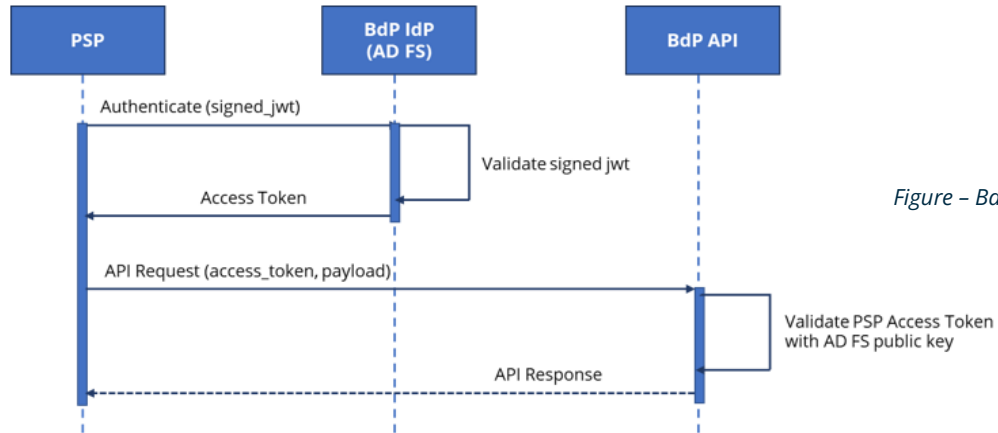 PSP
BdP IdP
(AD FS)
BdP API
Authenticate (signed_jwt)
Validate signed jwt
Access Token
Figure – Bd
API Request (access_token, payload)
Validate PSP Access Token
with AD FS public key
API Response